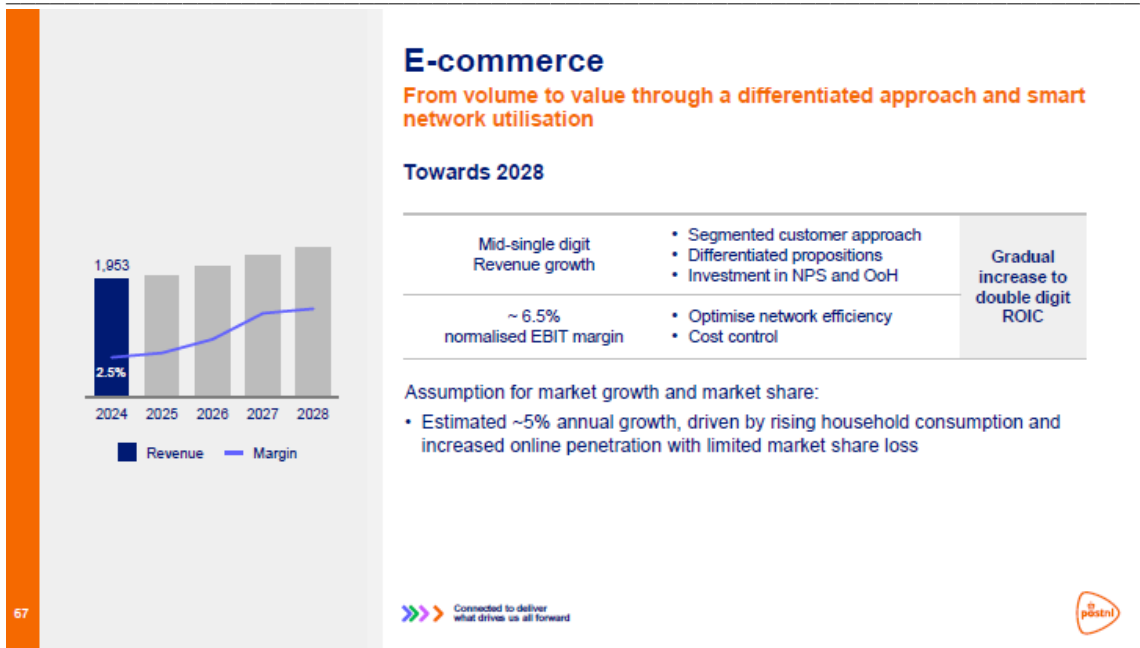 E-commerce
From volume to value through a differentiated approach and smart
network utilisation
Towards 2028
Mid-single digit
Revenue growth
• Segmented customer approach
• Differentiated propositions
• Investment in NPS and OoH
~ 6.5%
normalised EBIT margin
• Optimise network efficiency
• Cost control
Gradual
increase to
double digit
ROIC
Assumption for market growth and market share:
• Estimated ~5% annual growth, driven by rising household consumption and
increased online penetration with limited market share loss
1,953
2.5%
2024 2025 2026 2027 2028
Revenue Margin
67
Connected to deliver
what drives us all forward
postnl